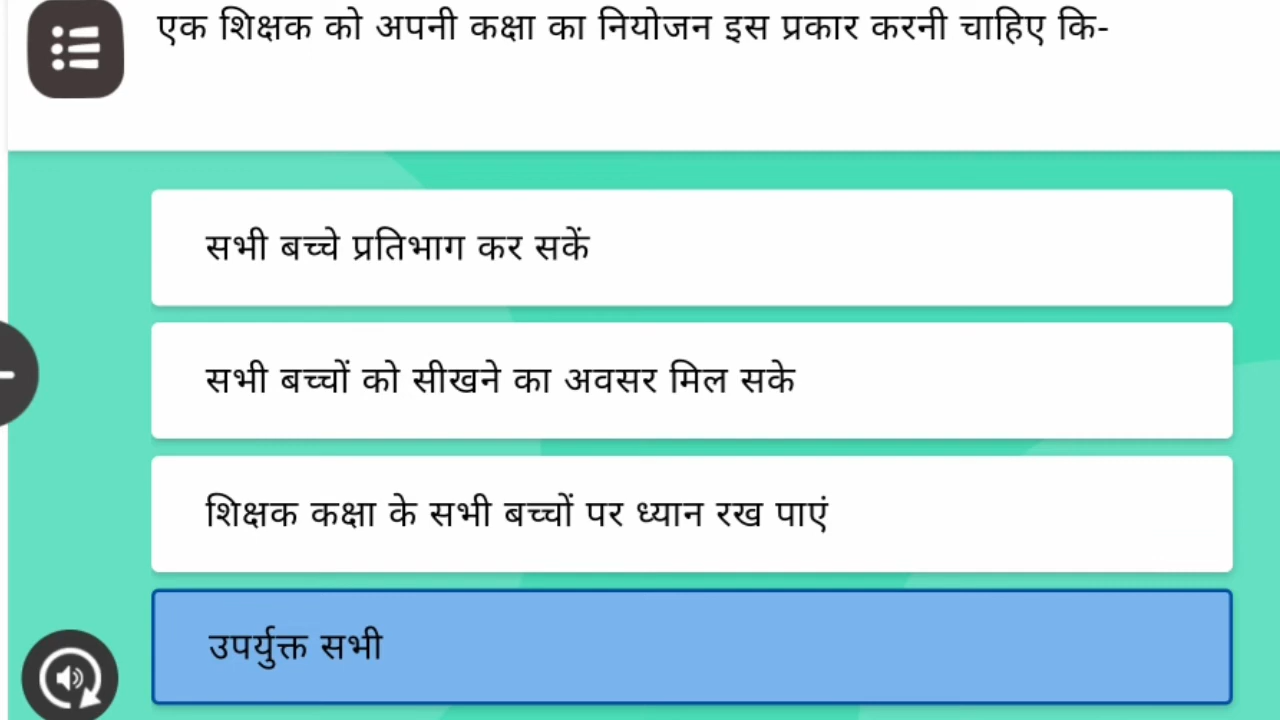 एक शिक्षक को अपनी कक्षा का नियोजन इस प्रकार करनी चाहिए कि-
सभी बच्चे प्रतिभाग कर सकें
सभी बच्चों को सीखने का अवसर मिल सके
शिक्षक कक्षा के सभी बच्चों पर ध्यान रख पाएं
उपर्युक्त सभी